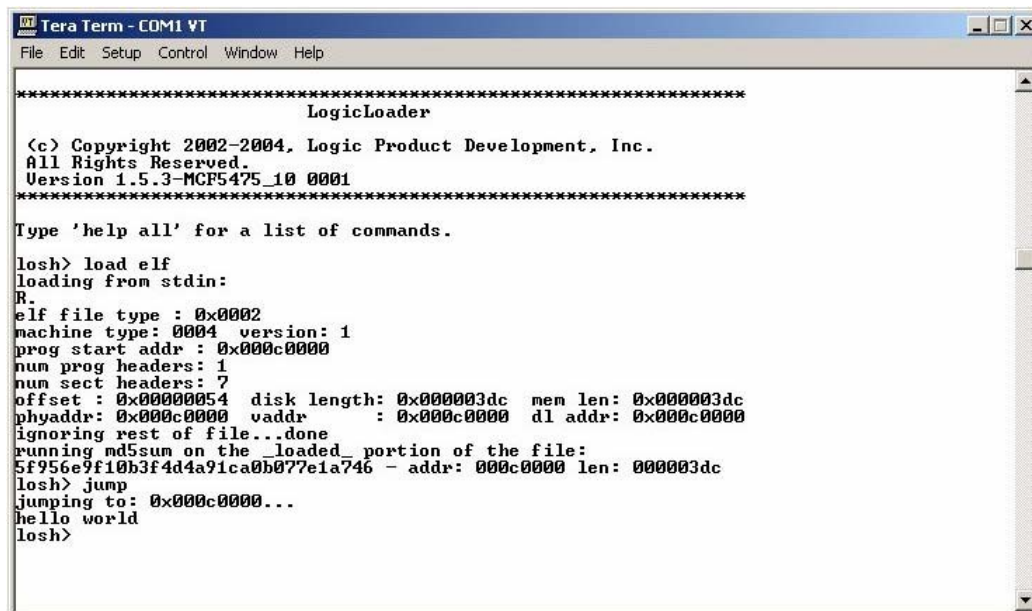 Tera Term - COM1 VT
File Edit Setup Control Window Help
*****************************************************************
LogicLoader
(c) Copyright 2002-2004, Logic Product Development, Inc.
All Rights Reserved.
Version 1.5.3-MCF5475_10 0001
*****************************************************************
Type 'help all' for a list of commands.
losh> load elf
loading from stdin:
R.
elf file type : 0x0002
machine type: 0004 version: 1
prog start addr : 0x000c0000
num prog headers: 1
num sect headers: 7
offset : 0x00000054 disk length: 0x000003dc mem len: 0x000003dc
phyaddr: 0x000c0000 vaddr : 0x000c0000 dl addr: 0x000c0000
ignoring rest of file...done
running md5sum on the _loaded_ portion of the file:
5f956e9f10b3f4d4a91ca0b077e1a746 - addr: 000c0000 len: 000003dc
losh> jump
jumping to: 0x000c0000...
hello world
losh>